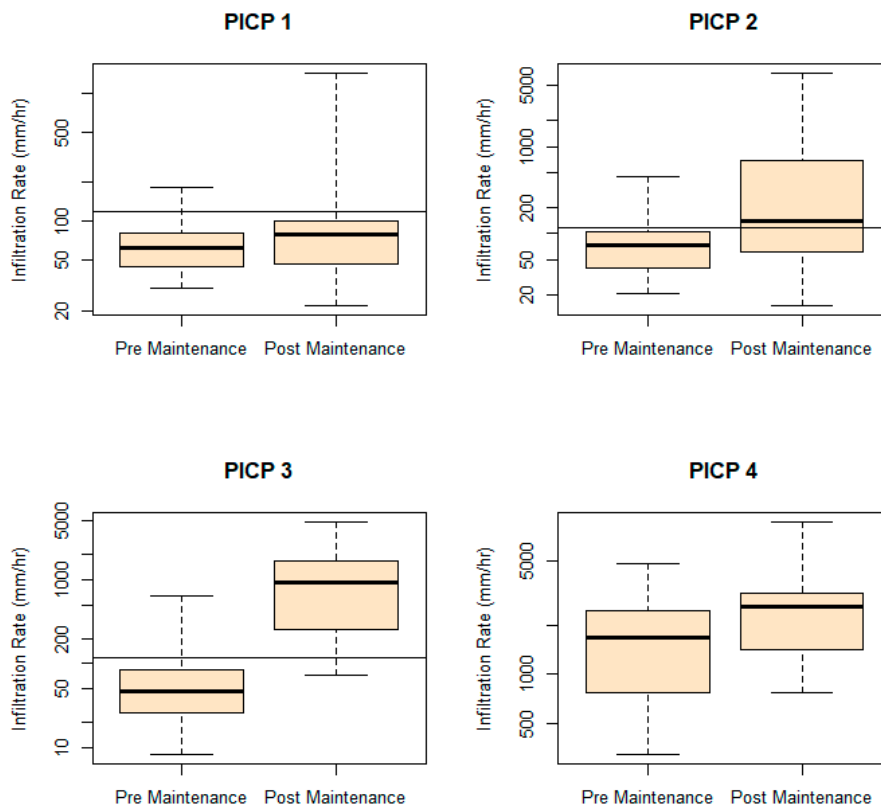 PICP 1
Infiltration Rate (mm/hr)
500
100
50
20
Pre Maintenance Post Maintenance
PICP 2
Infiltration Rate (mm/hr)
5000
1000
200
50
20
Pre Maintenance Post Maintenance
PICP 3
Infiltration Rate (mm/hr)
5000
1000
200
50
10
Pre Maintenance Post Maintenance
PICP 4
Infiltration Rate (mm/hr)
5000
1000
500
Pre Maintenance Post Maintenance